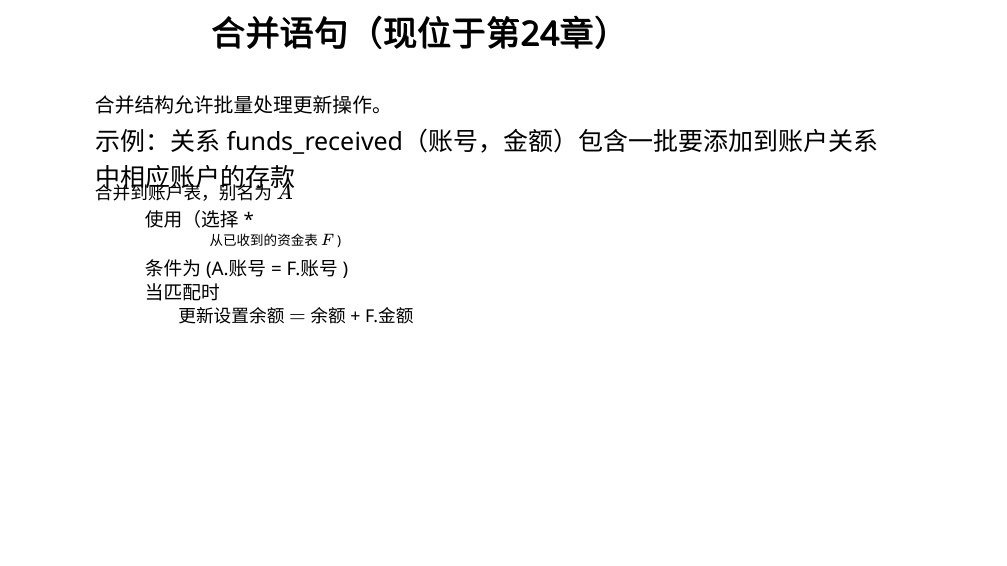 合并语句（现位于第24章）
合并结构允许批量处理更新操作。
示例：关系 funds_received（账号，金额）包含一批要添加到账户关系
中相应账户的存款
合并到账户表，别名为 A
使用（选择 *
从已收到的资金表 F )
条件为 (A.账号 = F.账号 )
当匹配时
更新设置余额 = 余额 + F.金额